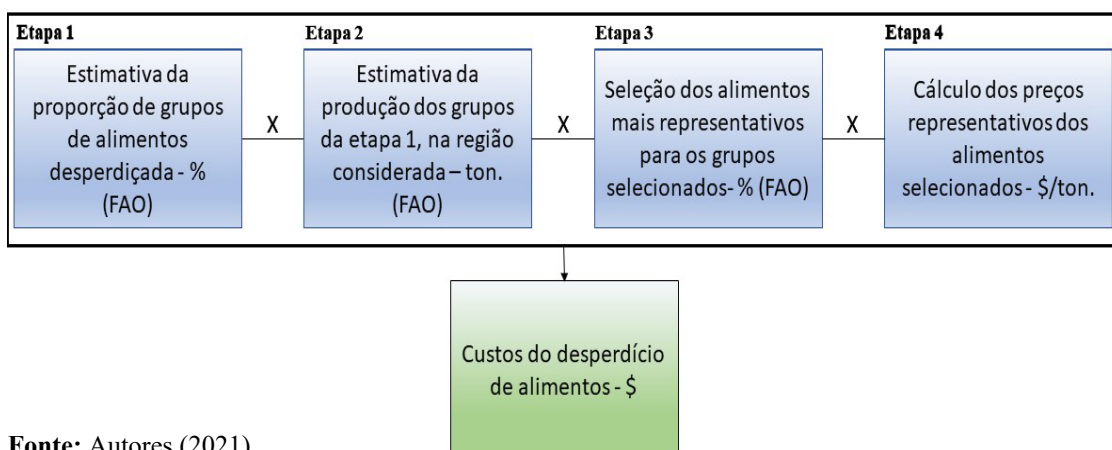 Etapa 1
Estimativa da
proporção de grupos
de alimentos
desperdiçada - %
(FAO)
X
Etapa 2
Estimativa da
produção dos grupos
da etapa 1, na região
considerada – ton.
(FAO)
X
Etapa 3
Seleção dos alimentos
mais representativos
para os grupos
selecionados- % (FAO)
X
Etapa 4
Cálculo dos preços
representativos dos
alimentos
selecionados - $/ton.
Custos do desperdício
de alimentos - $
Fonte: Autores (2021)